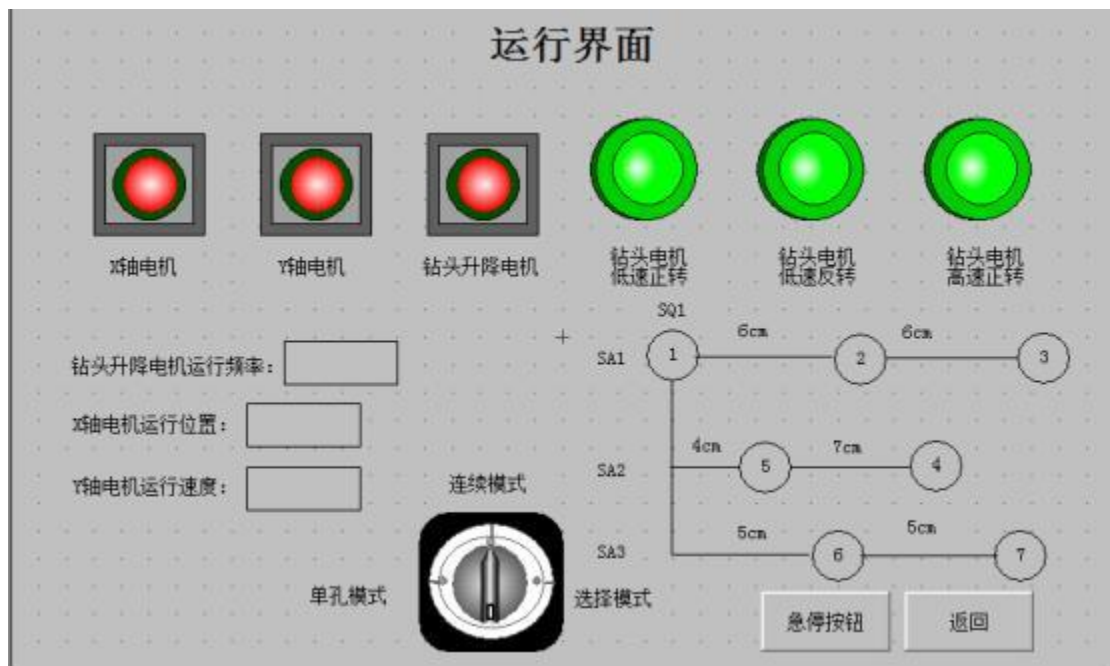 运行界面
X轴电机
Y轴电机
钻头升降电机
钻头电机
低速正转
钻头电机
低速反转
钻头电机
高速正转
SQ1
SA1
1
6cm
2
6cm
3
钻头升降电机运行频率：
X轴电机运行位置：
Y轴电机运行速度：
SA2
4cm
5
7cm
4
连续模式
单孔模式
选择模式
SA3
5cm
6
5cm
7
急停按钮
返回